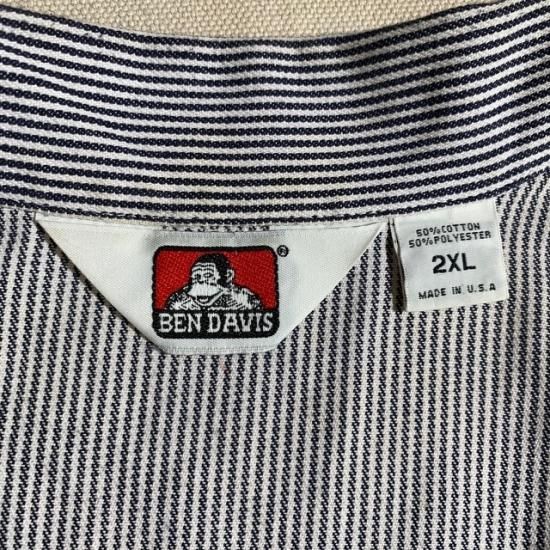 ®
BEN DAVIS
50% COTTON
50% POLYESTER
2XL
MADE IN U.S.A